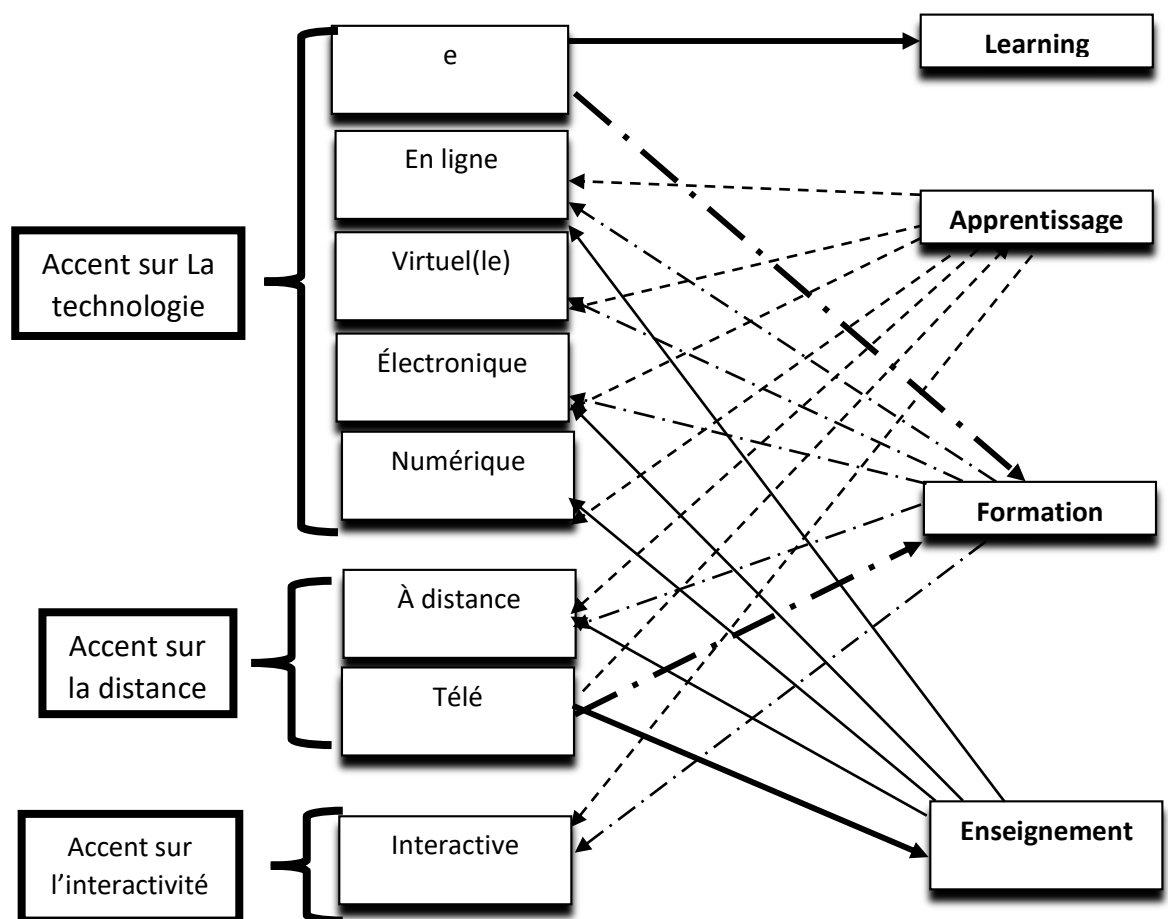 e
Learning
En ligne
Apprentissage
Accent sur La
technologie
Virtuel(le)
Électronique
Numérique
Formation
À distance
Accent sur
la distance
Télé
Interactive
Enseignement
Accent sur
l’interactivité